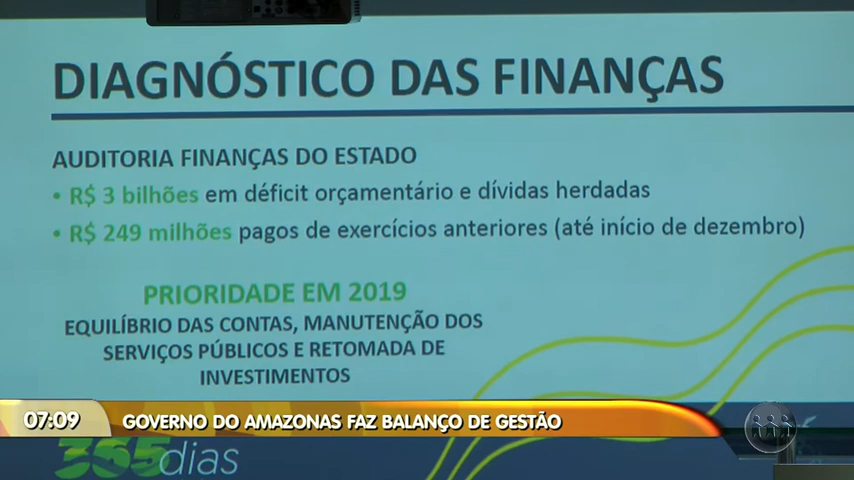 DIAGNÓSTICO DAS FINANÇAS
AUDITORIA FINANÇAS DO ESTADO
• R$ 3 bilhões em déficit orçamentário e dívidas herdadas
• R$ 249 milhões pagos de exercícios anteriores (até início de dezembro)
PRIORIDADE EM 2019
EQUILÍBRIO DAS CONTAS, MANUTENÇÃO DOS
SERVIÇOS PÚBLICOS E RETOMADA DE
INVESTIMENTOS
07:09 GOVERNO DO AMAZONAS FAZ BALANÇO DE GESTÃO
365dias